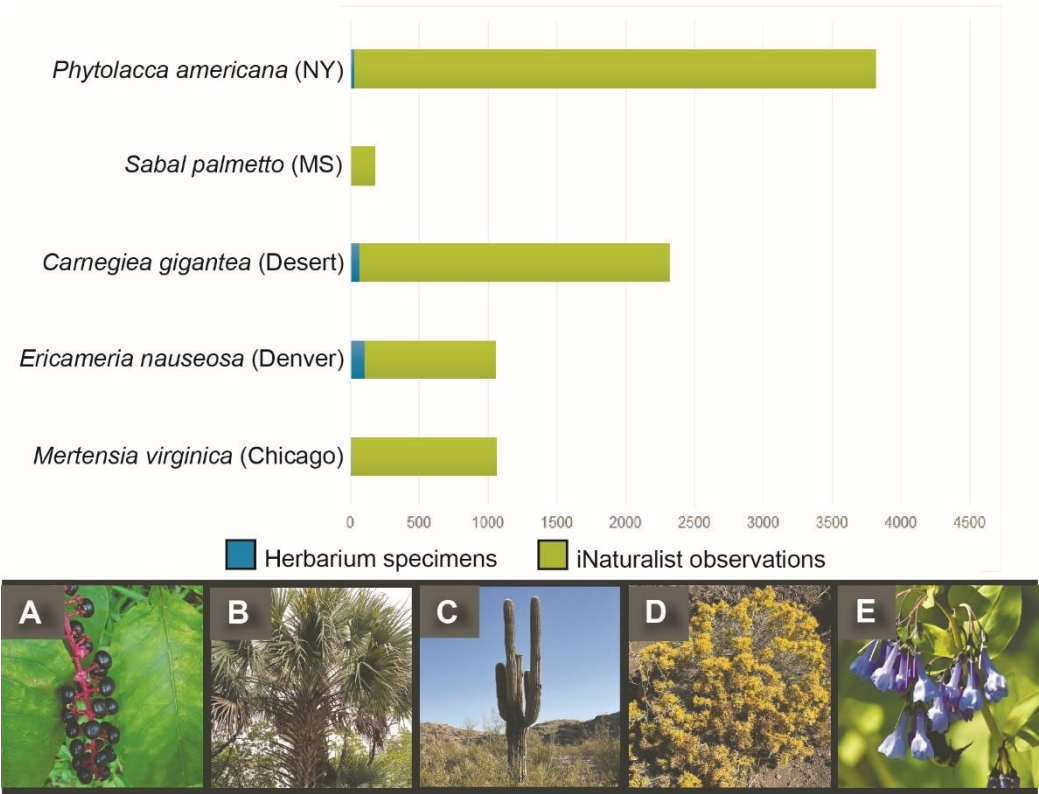 Phytolacca americana (NY)
Sabal palmetto (MS)
Carnegiea gigantea (Desert)
Ericameria nauseosa (Denver)
Mertensia virginica (Chicago)
0 500 1000 1500 2000 2500 3000 3500 4000 4500
Herbarium specimens iNaturalist observations
A B C D E